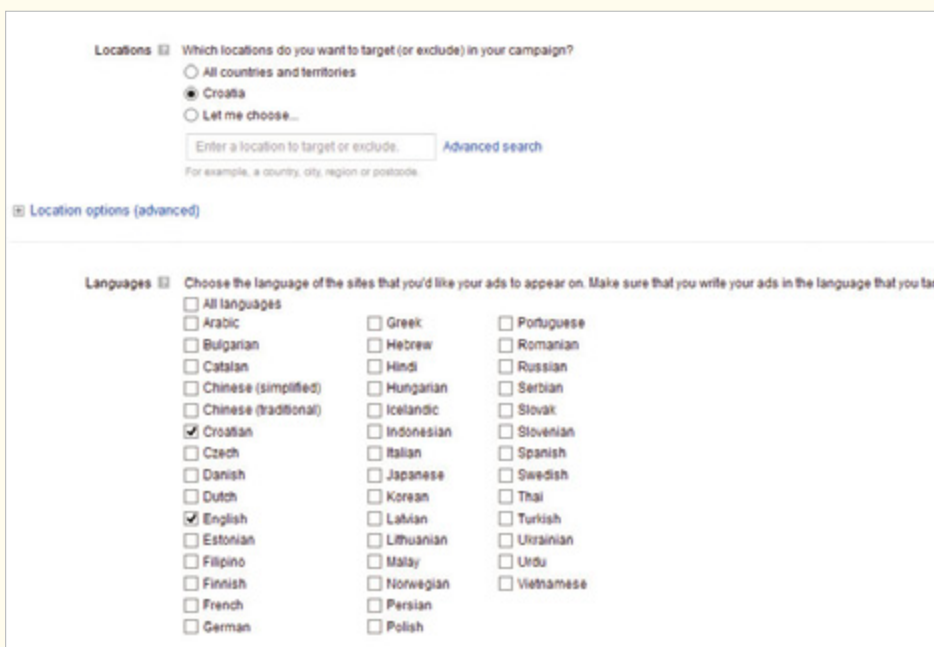 Locations Which locations do you want to target (or exclude) in your campaign?
All countries and territories
Croatia
Let me choose...
Enter a location to target or exclude. Advanced search
For example, a country, city, region or postcode.
Location options (advanced)
Languages Choose the language of the sites that you'd like your ads to appear on. Make sure that you write your ads in the language that you
All languages
Arabic Greek Portuguese
Bulgarian Hebrew Romanian
Catalan Hindi Russian
Chinese (simplified) Hungarian Serbian
Chinese (traditional) Icelandic Slovak
Croatian Indonesian Slovenian
Czech Italian Spanish
Danish Japanese Swedish
Dutch Korean Thai
English Latvian Turkish
Estonian Lithuanian Ukrainian
Filipino Malay Urdu
Finnish Norwegian Vietnamese
French Persian
German Polish